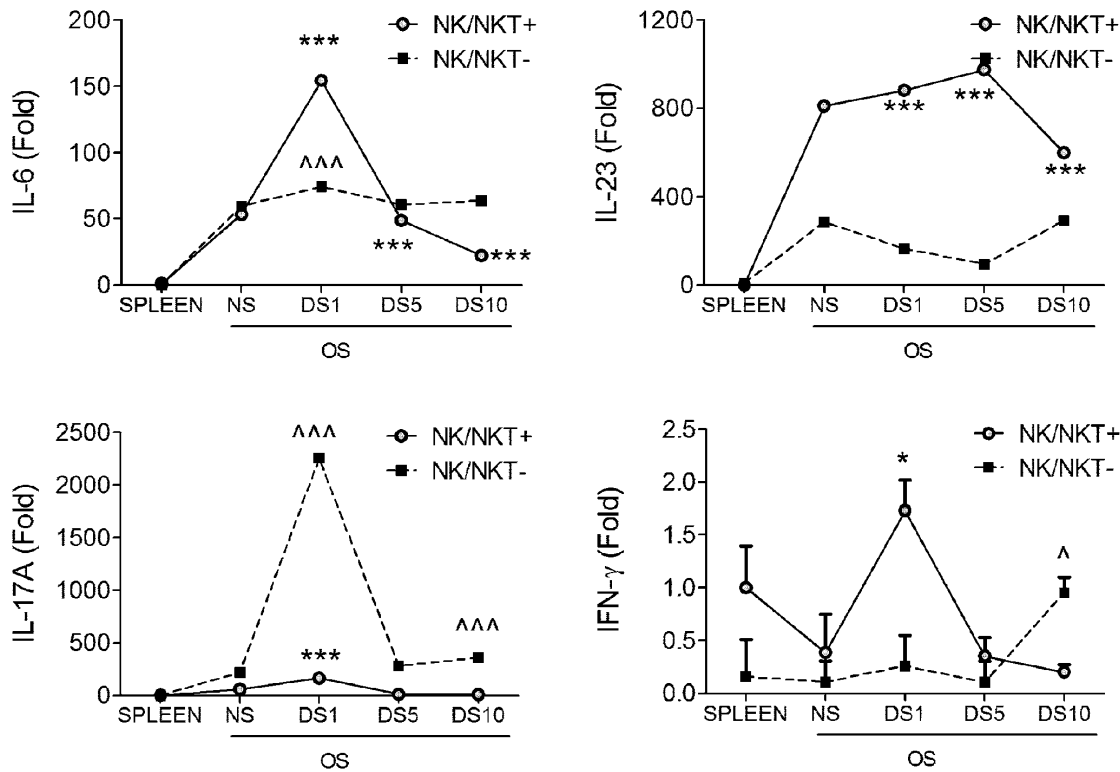 IL-6 (Fold)
200
150
100
50
0
***
^^^
***
***
NK/NKT+
NK/NKT-
SPLEEN NS DS1 DS5 DS10
OS
IL-23 (Fold)
1200
800
400
0
NK/NKT+
NK/NKT-
***
***
***
SPLEEN NS DS1 DS5 DS10
OS
IL-17A (Fold)
2500
2000
1500
1000
500
0
^^^
***
^^^
NK/NKT+
NK/NKT-
SPLEEN NS DS1 DS5 DS10
OS
IFN-γ (Fold)
2.5
2.0
1.5
1.0
0.5
0.0
*
^
NK/NKT+
NK/NKT-
SPLEEN NS DS1 DS5 DS10
OS